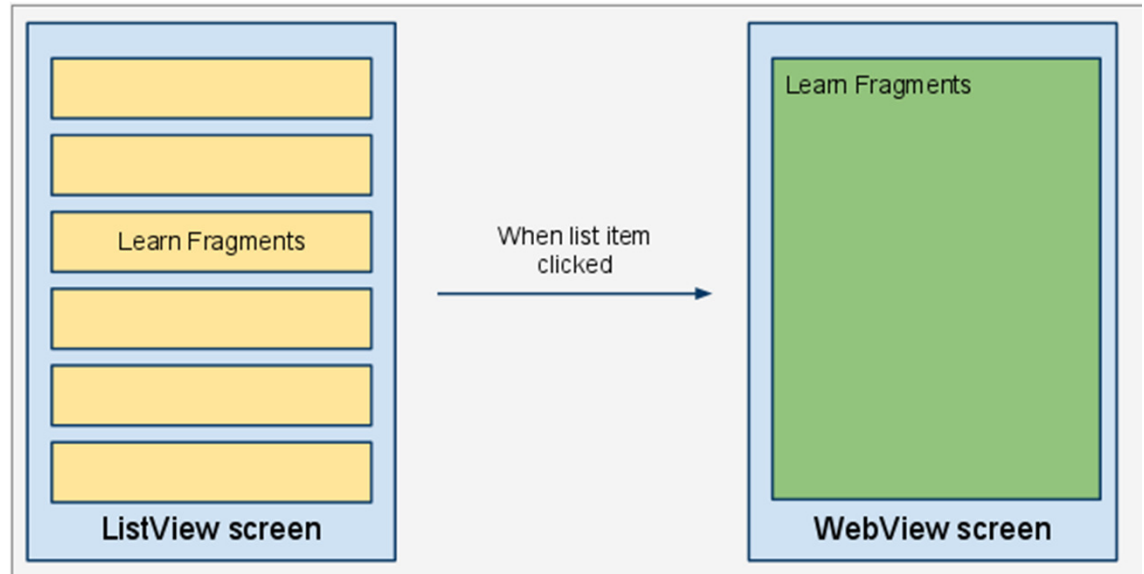 Learn Fragments
Learn Fragments
When list item
clicked
ListView screen
WebView screen